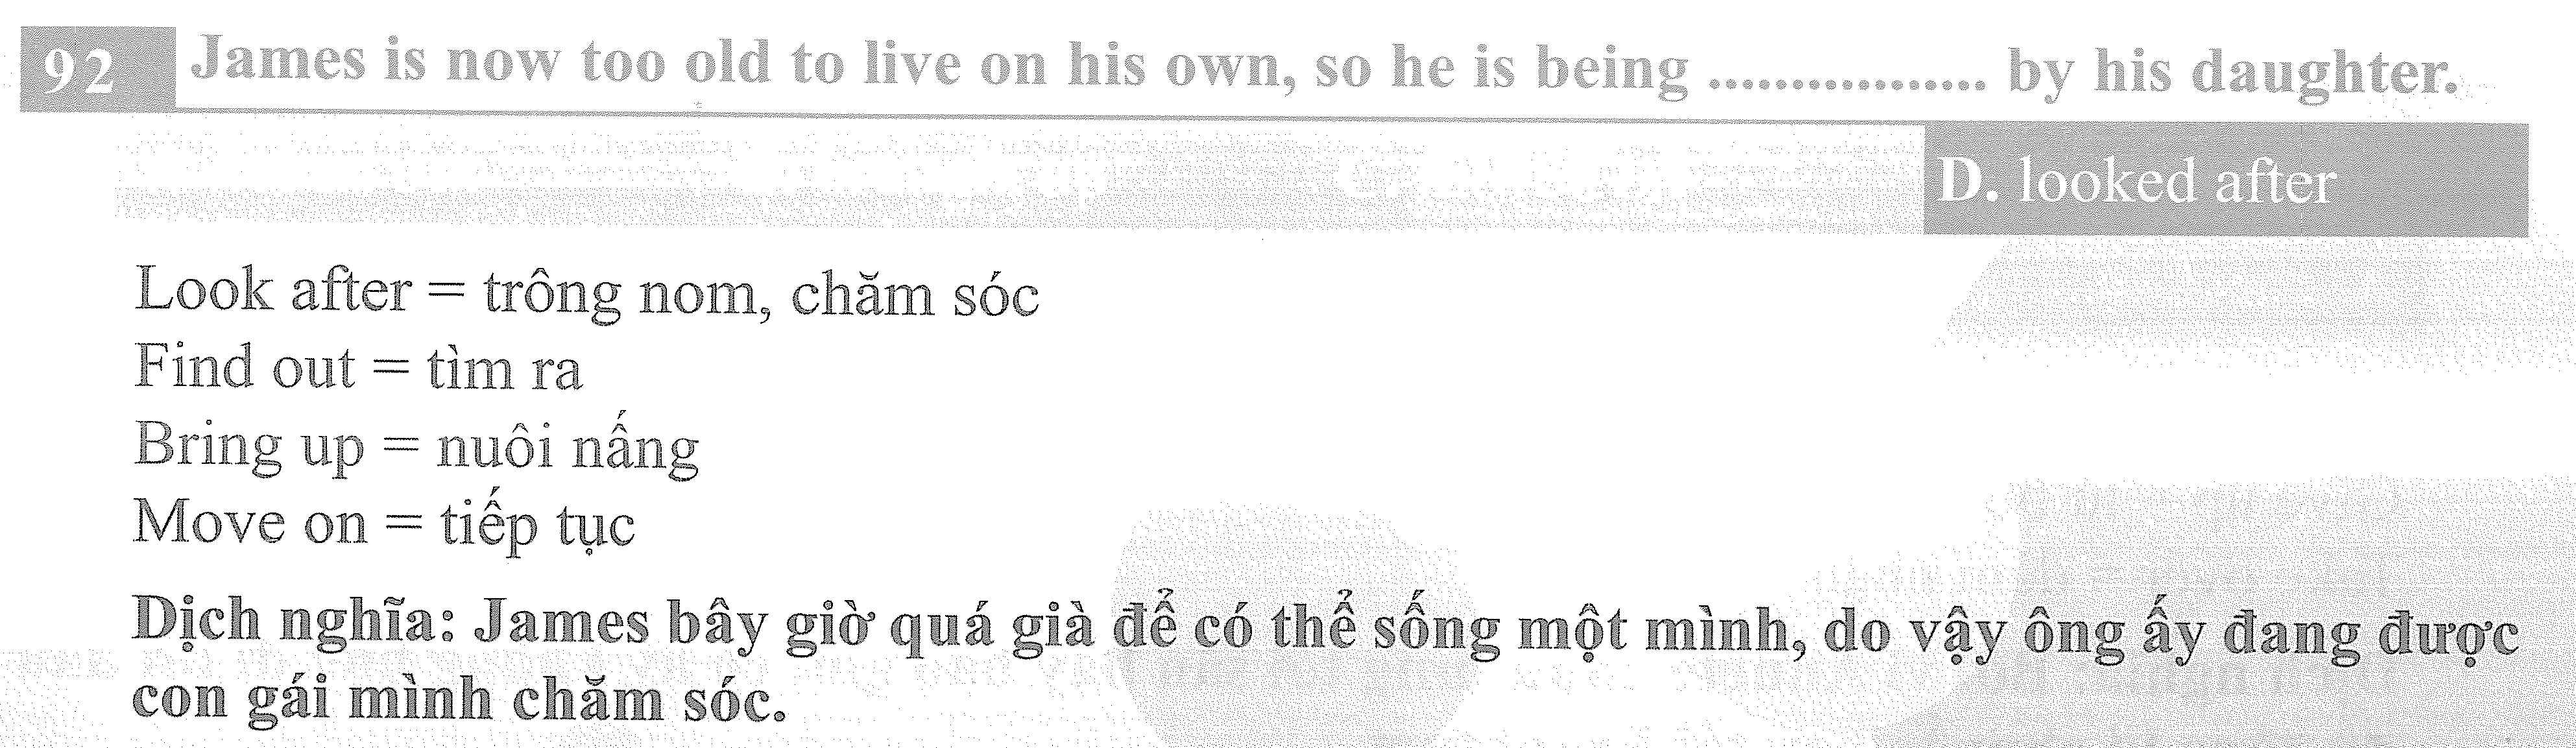 92 James is now too old to live on his own, so he is being ................. by his daughter.
D. looked after
Look after = trông nom, chăm sóc
Find out = tìm ra
Bring up = nuôi nấng
Move on = tiếp tục
Dịch nghĩa: James bây giờ quá già để có thể sống một mình, do vậy ông ấy đang được
con gái mình chăm sóc.